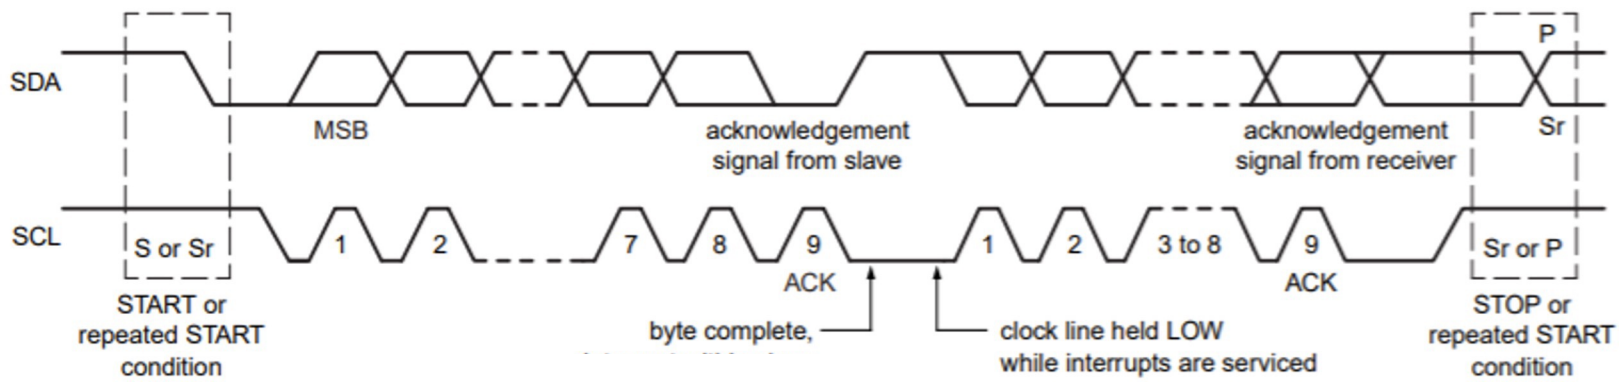 P
SDA
MSB
acknowledgement
signal from slave
acknowledgement
signal from receiver
Sr
SCL
S or Sr
1
2
7
8
9
1
2
3 to 8
9
Sr or P
ACK
ACK
START or
repeated START
condition
byte complete,
clock line held LOW
while interrupts are serviced
STOP or
repeated START
condition